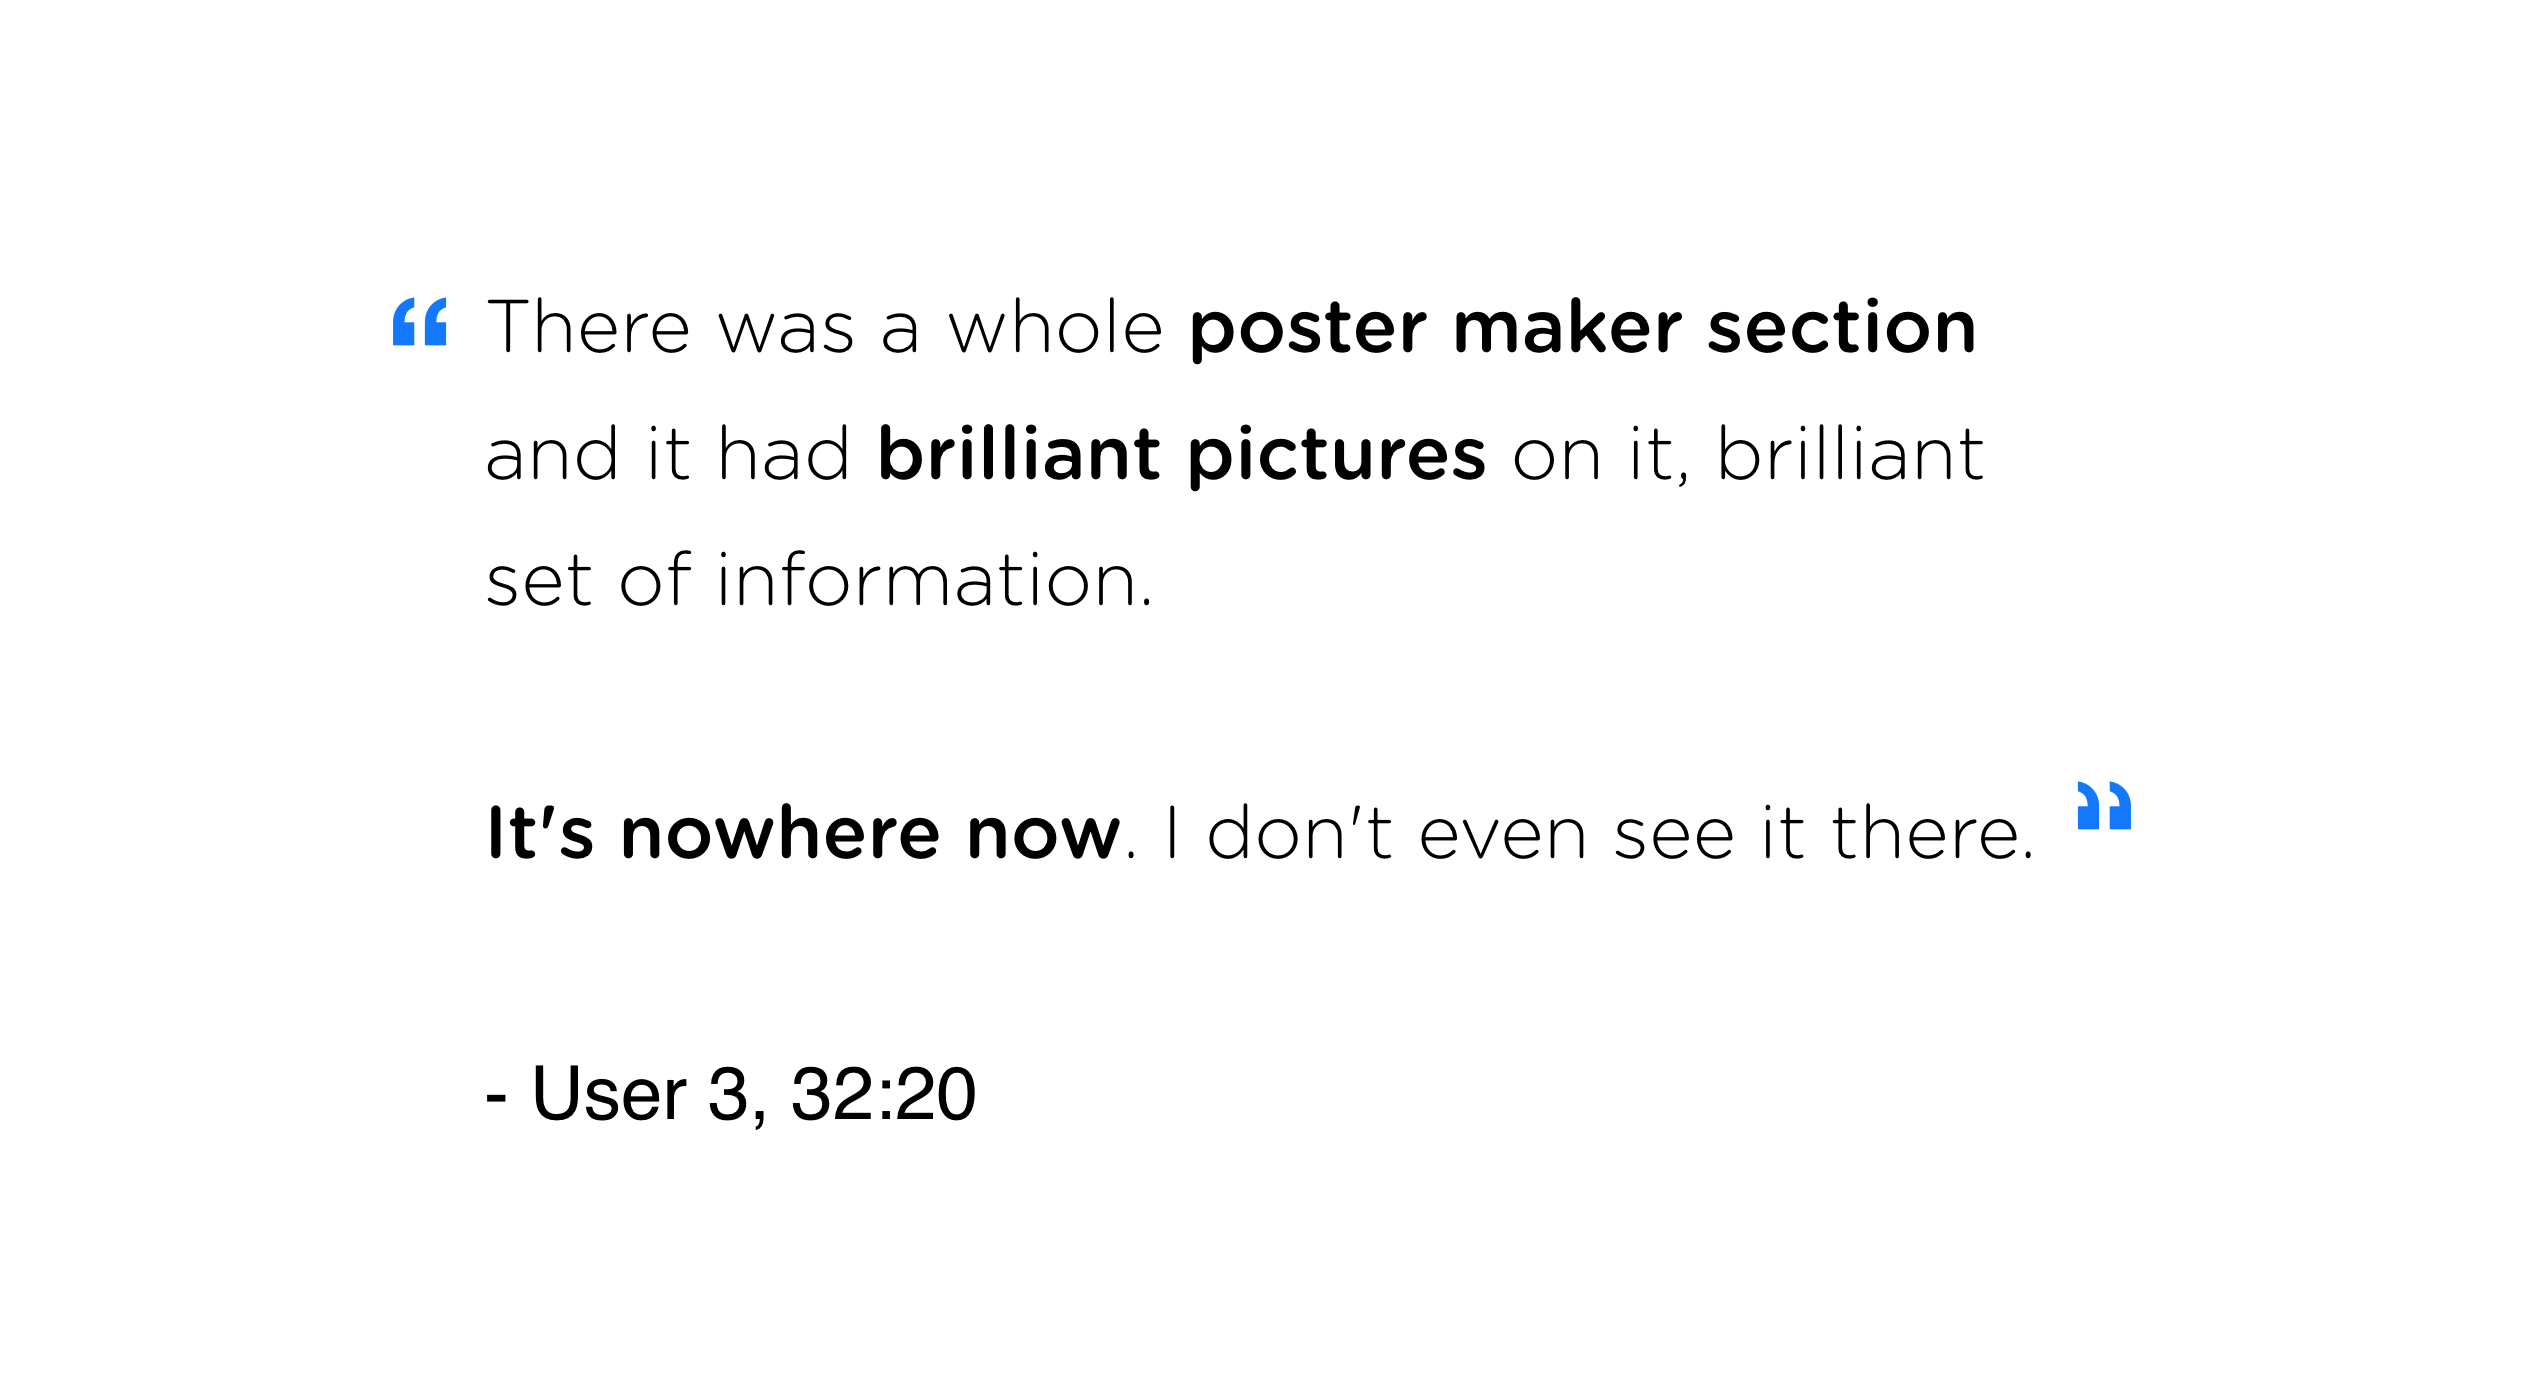 “ There was a whole poster maker section
and it had brilliant pictures on it, brilliant
set of information.
It's nowhere now. I don't even see it there. ”
- User 3, 32:20